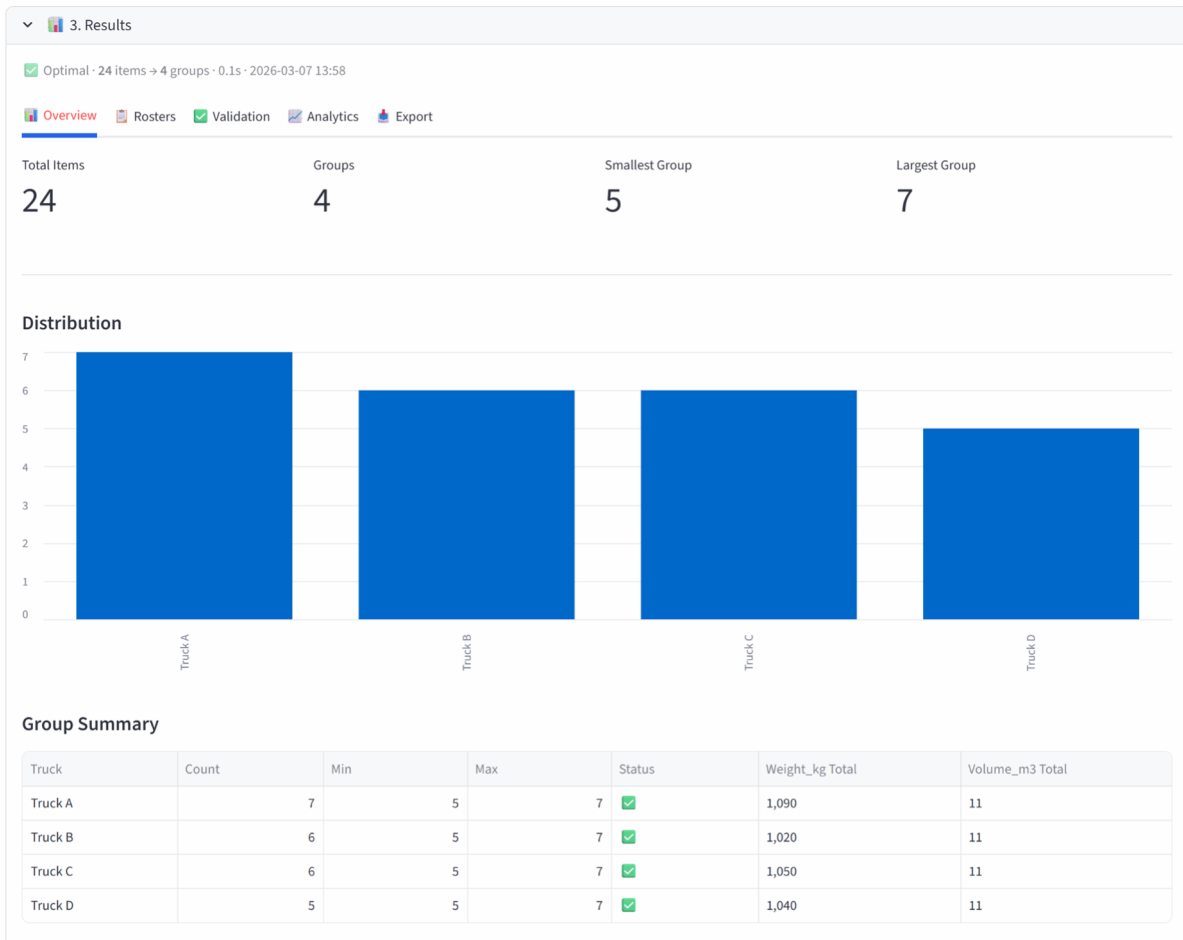 3. Results
Optimal · 24 items → 4 groups · 0.1s · 2026-03-07 13:58
Overview Rosters Validation Analytics Export
Total Items Groups Smallest Group Largest Group
24 4 5 7
Distribution
7
6
5
4
3
2
1
0
Truck A Truck B Truck C Truck D
Group Summary
Truck Count Min Max Status Weight_kg Total Volume_m3 Total
Truck A 7 5 7 ✅ 1,090 11
Truck B 6 5 7 ✅ 1,020 11
Truck C 6 5 7 ✅ 1,050 11
Truck D 5 5 7 ✅ 1,040 11